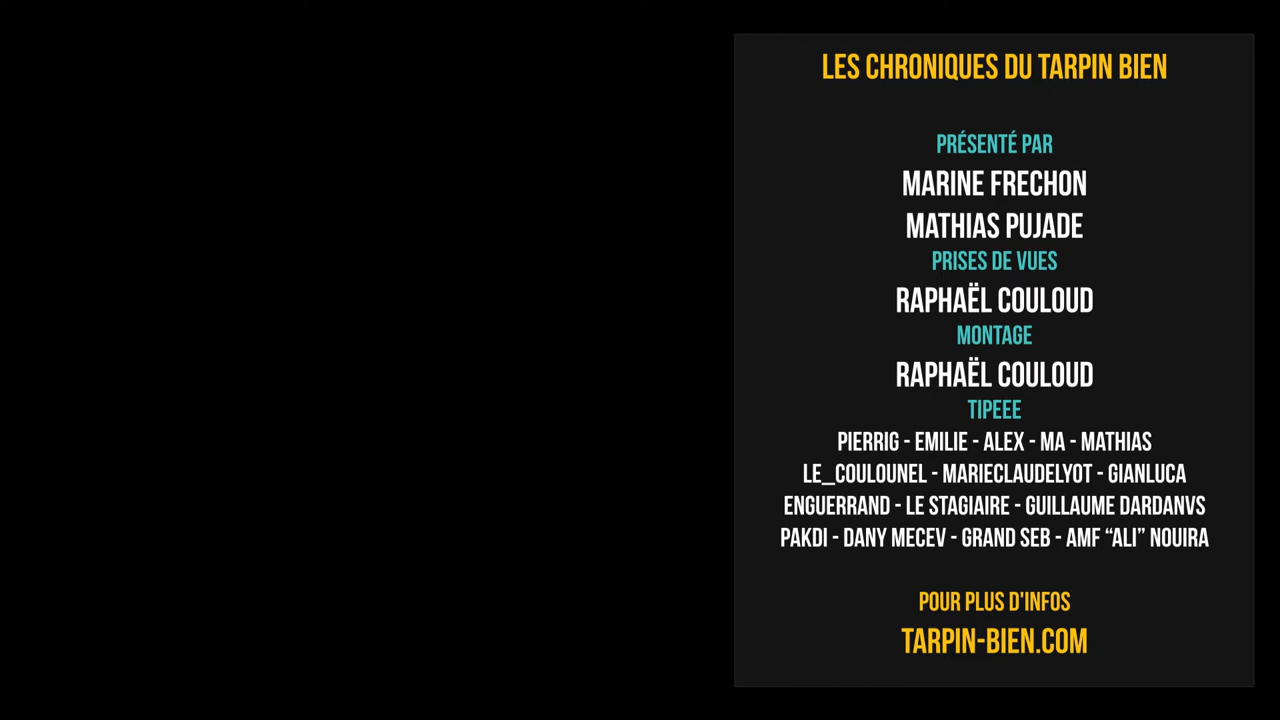 LES CHRONIQUES DU TARPIN BIEN
PRÉSENTÉ PAR
MARINE FRECHON
MATHIAS PUJADE
PRISES DE VUES
RAPHAËL COULOUD
MONTAGE
RAPHAËL COULOUD
TIPEEE
PIERRIG - EMILIE - ALEX - MA - MATHIAS
LE_COULOUNEL - MARIECLAUDELYOT - GIANLUCA
ENGUERRAND - LE STAGIAIRE - GUILLAUME DARDANVS
PAKDI - DANY MECEV - GRAND SEB - AMF “ALI” NOUIRA
POUR PLUS D'INFOS
TARPIN-BIEN.COM